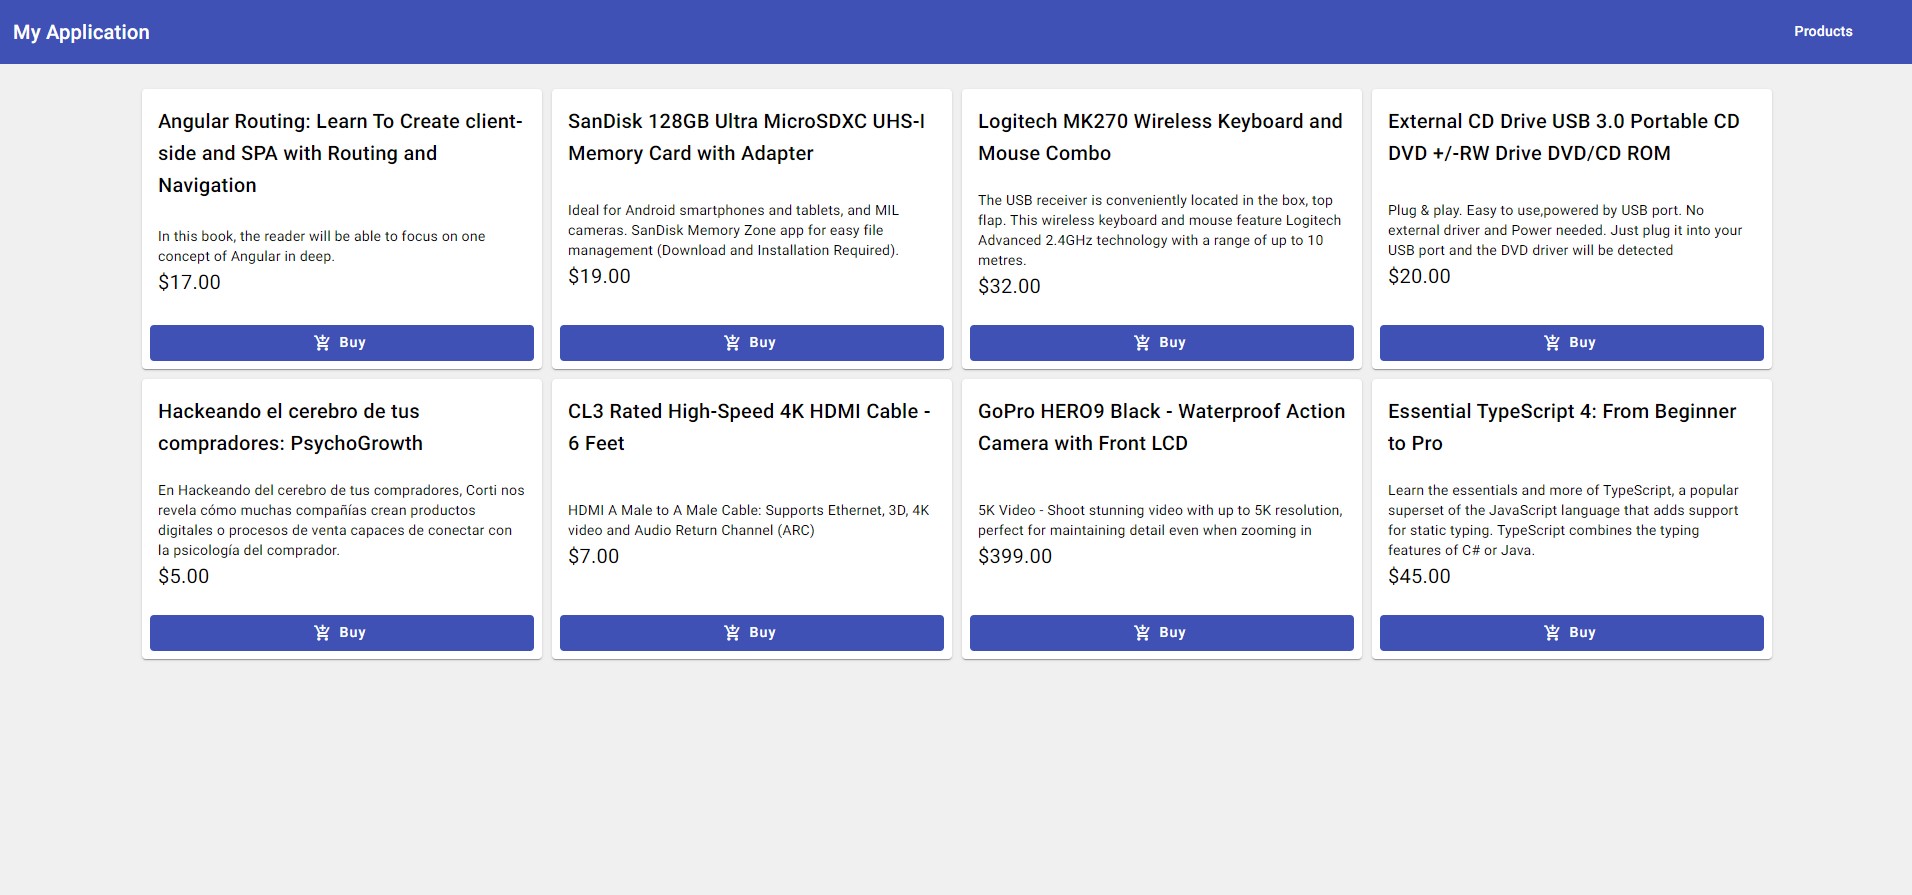 My Application
Products
Angular Routing: Learn To Create client-
side and SPA with Routing and
Navigation
In this book, the reader will be able to focus on one
concept of Angular in deep.
$17.00
Buy
SanDisk 128GB Ultra MicroSDXC UHS-I
Memory Card with Adapter
Ideal for Android smartphones and tablets, and MIL
cameras. SanDisk Memory Zone app for easy file
management (Download and Installation Required).
$19.00
Buy
Logitech MK270 Wireless Keyboard and
Mouse Combo
The USB receiver is conveniently located in the box, top
flap. This wireless keyboard and mouse feature Logitech
Advanced 2.4GHz technology with a range of up to 10
metres.
$32.00
Buy
External CD Drive USB 3.0 Portable CD
DVD +/-RW Drive DVD/CD ROM
Plug & play. Easy to use,powered by USB port. No
external driver and Power needed. Just plug it into your
USB port and the DVD driver will be detected
$20.00
Buy
Hackeando el cerebro de tus
compradores: PsychoGrowth
En Hackeando del cerebro de tus compradores, Corti nos
revela cómo muchas compañías crean productos
digitales o procesos de venta capaces de conectar con
la psicología del comprador.
$5.00
Buy
CL3 Rated High-Speed 4K HDMI Cable -
6 Feet
HDMI A Male to A Male Cable: Supports Ethernet, 3D, 4K
video and Audio Return Channel (ARC)
$7.00
Buy
GoPro HERO9 Black - Waterproof Action
Camera with Front LCD
5K Video - Shoot stunning video with up to 5K resolution,
perfect for maintaining detail even when zooming in
$399.00
Buy
Essential TypeScript 4: From Beginner
to Pro
Learn the essentials and more of TypeScript, a popular
superset of the JavaScript language that adds support
for static typing. TypeScript combines the typing
features of C# or Java.
$45.00
Buy